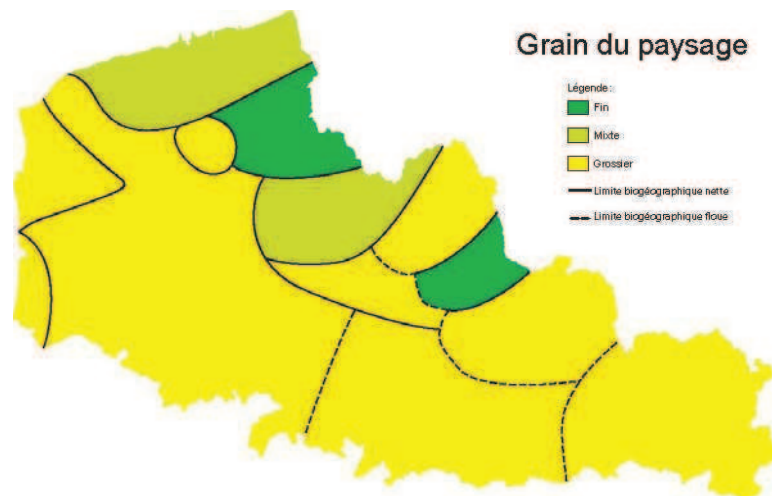 Grain du paysage
Légende :
Fin
Mixte
Grossier
Limite biogéographique nette
Limite biogéographique floue